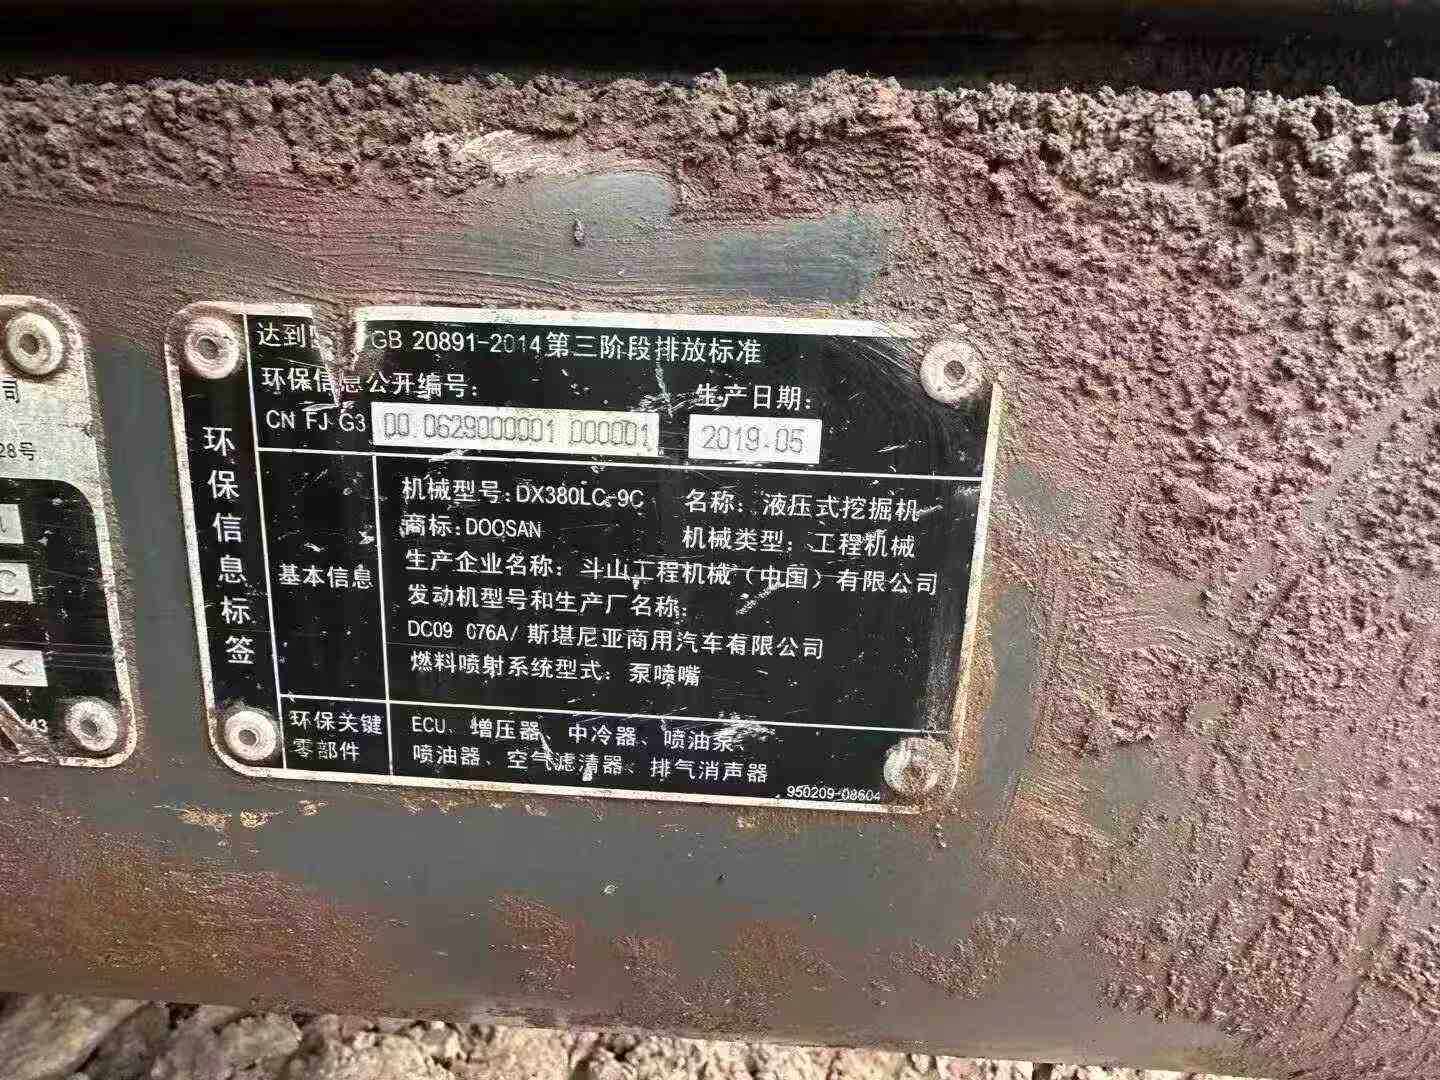 司
28号
C
<
143
环保信息标签
达到 GB 20891-2014第三阶段排放标准
环保信息公开编号:
生产日期:
CN FJ G3 00 0629000001 000001
2019.05
基本信息
机械型号:DX380LC-9C
名称: 液压式挖掘机
商标:DOOSAN
机械类型: 工程机械
生产企业名称: 斗山工程机械(中国)有限公司
发动机型号和生产厂名称:
DC09 076A/ 斯堪尼亚商用汽车有限公司
燃料喷射系统型式: 泵喷嘴
环保关键
零部件
ECU、增压器、中冷器、喷油泵、
喷油器、空气滤清器、排气消声器
950209-08604